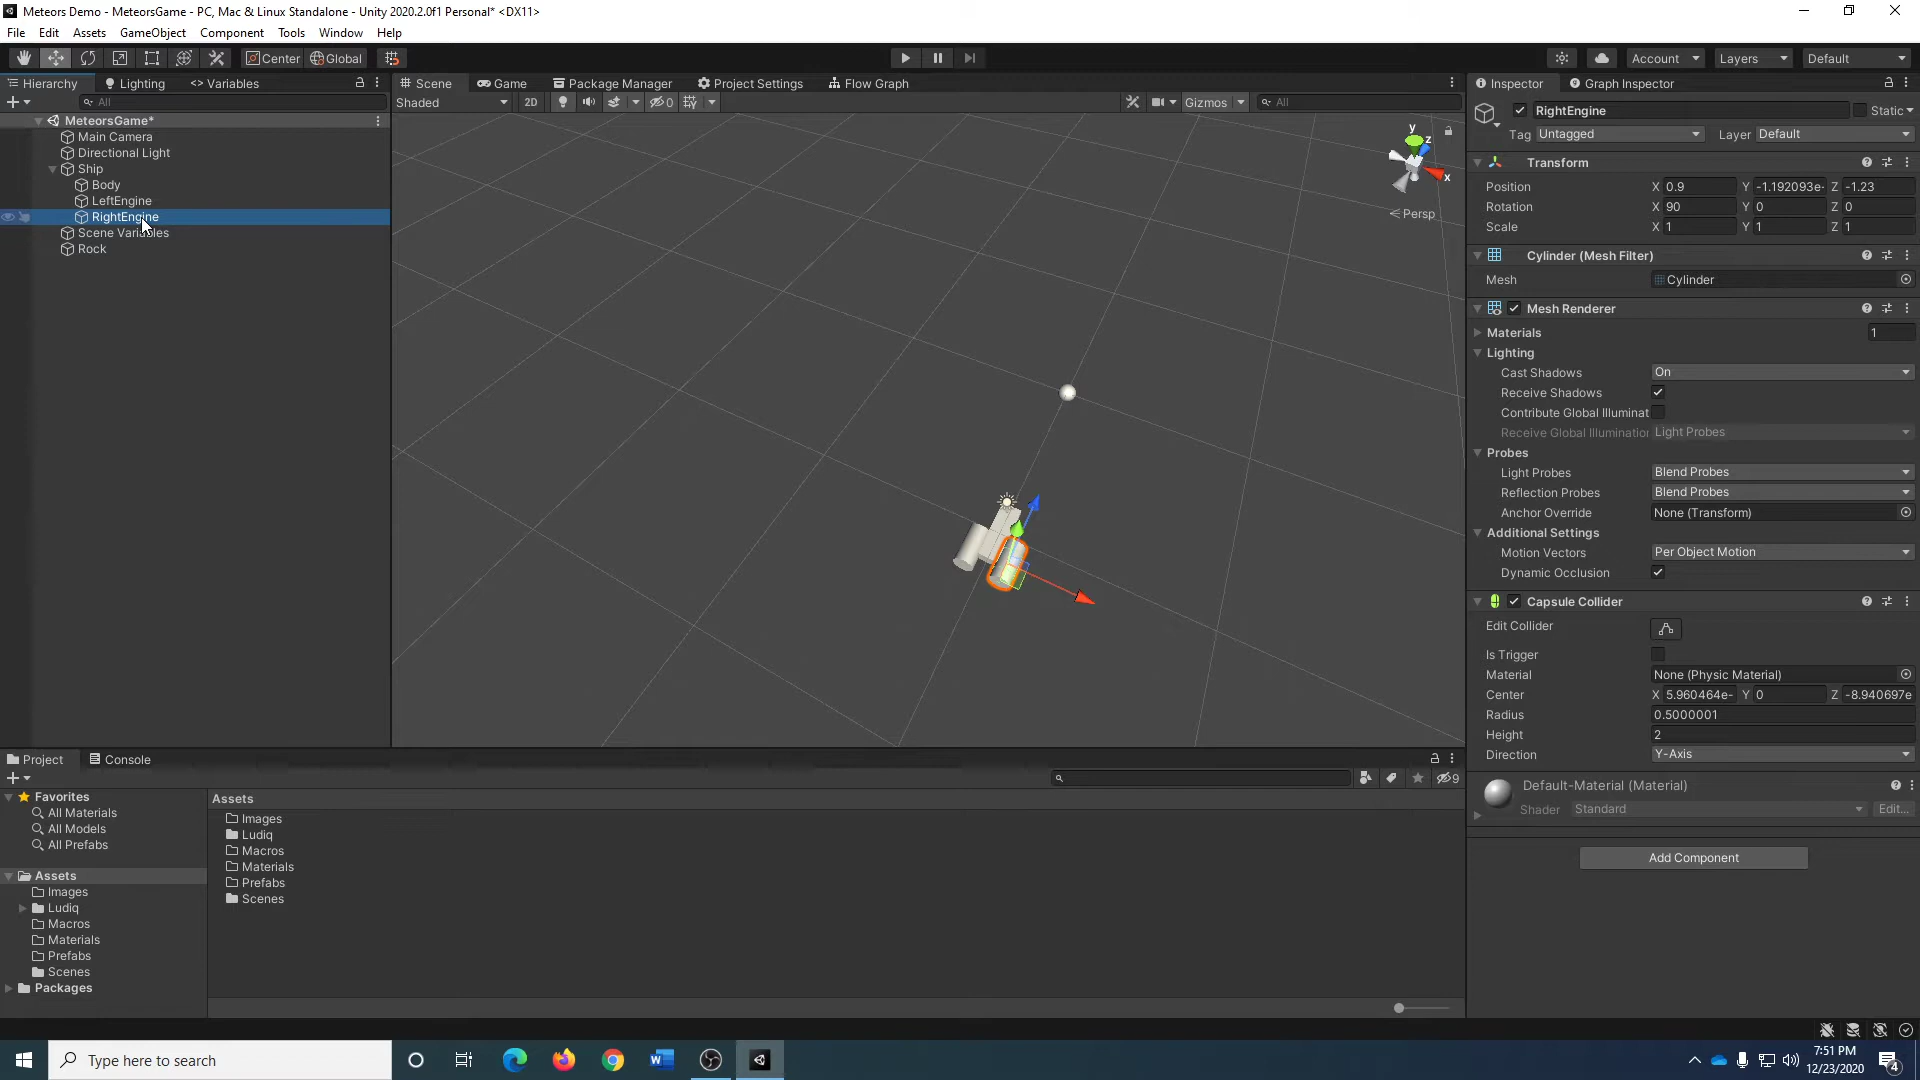 Meteors Demo - MeteorsGame - PC, Mac & Linux Standalone - Unity 2020.2.0f1 Personal* <DX11>
File Edit Assets GameObject Component Tools Window Help
Center Global Account Layers Default
Hierarchy Lighting <> Variables
All
MeteorsGame*
Main Camera
Directional Light
Ship
Body
LeftEngine
RightEngine
Scene Variables
Rock
Scene Game Package Manager Project Settings Flow Graph
Shaded 2D 0 Gizmos All
y
z
x
Persp
Inspector Graph Inspector
RightEngine Static
Tag Untagged Layer Default
Transform
Position X 0.9 Y -1.192093e- Z -1.23
Rotation X 90 Y 0 Z 0
Scale X 1 Y 1 Z 1
Cylinder (Mesh Filter)
Mesh Cylinder
Mesh Renderer
Materials 1
Lighting
Cast Shadows On
Receive Shadows
Contribute Global Illuminat
Receive Global Illumination Light Probes
Probes
Light Probes Blend Probes
Reflection Probes Blend Probes
Anchor Override None (Transform)
Additional Settings
Motion Vectors Per Object Motion
Dynamic Occlusion
Capsule Collider
Edit Collider
Is Trigger
Material None (Physic Material)
Center X 5.960464e- Y 0 Z -8.940697e
Radius 0.5000001
Height 2
Direction Y-Axis
Default-Material (Material)
Shader Standard Edit...
Add Component
Project Console
9
Favorites
All Materials
All Models
All Prefabs
Assets
Images
Ludiq
Macros
Materials
Prefabs
Scenes
Packages
Assets
Images
Ludiq
Macros
Materials
Prefabs
Scenes
Type here to search
7:51 PM
12/23/2020
4